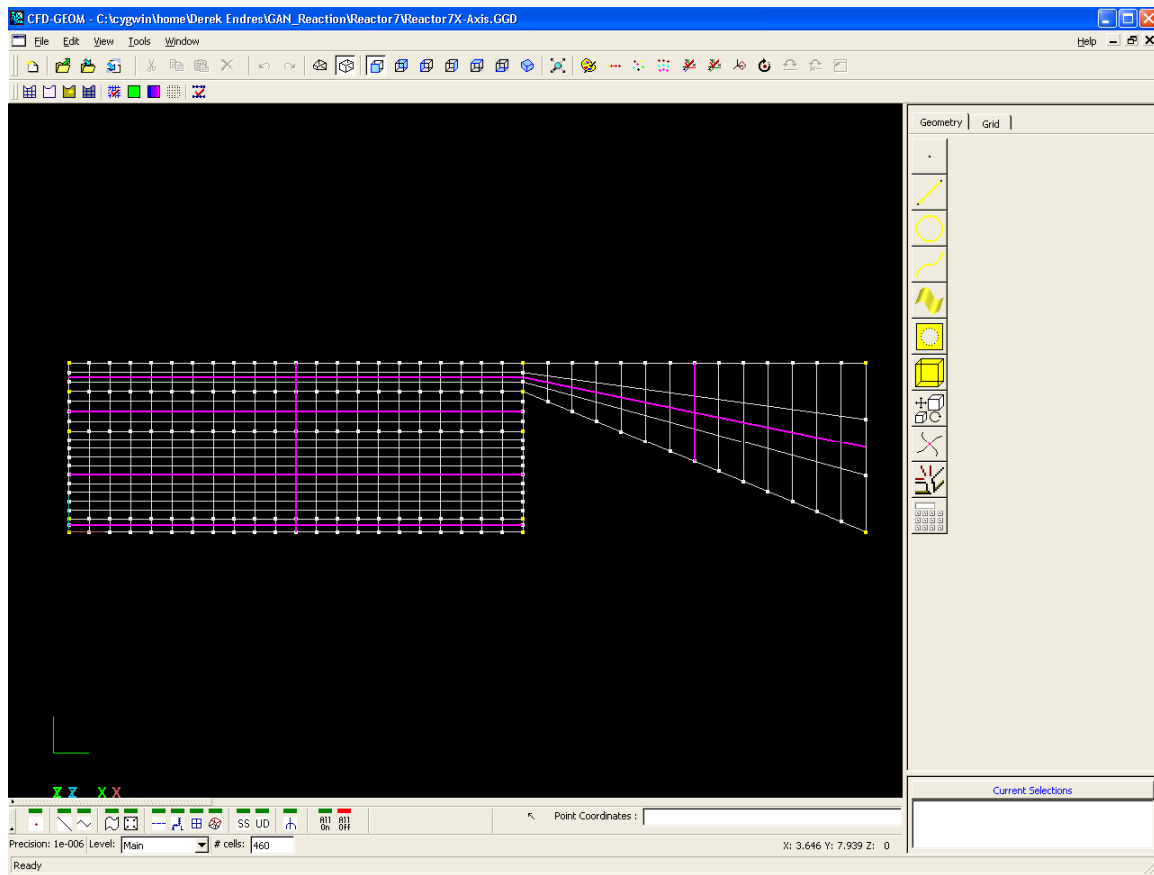 CFD-GEOM - C:\cygwin\home\Derek Endres\GAN_Reaction\Reactor7\Reactor7X-Axis.GGD
File Edit View Tools Window Help
Geometry Grid
Z Z X X
Current Selections
SS UD All On All Off
Point Coordinates :
Precision: 1e-006 Level: Main # cells: 460 X: 3.646 Y: 7.939 Z: 0
Ready